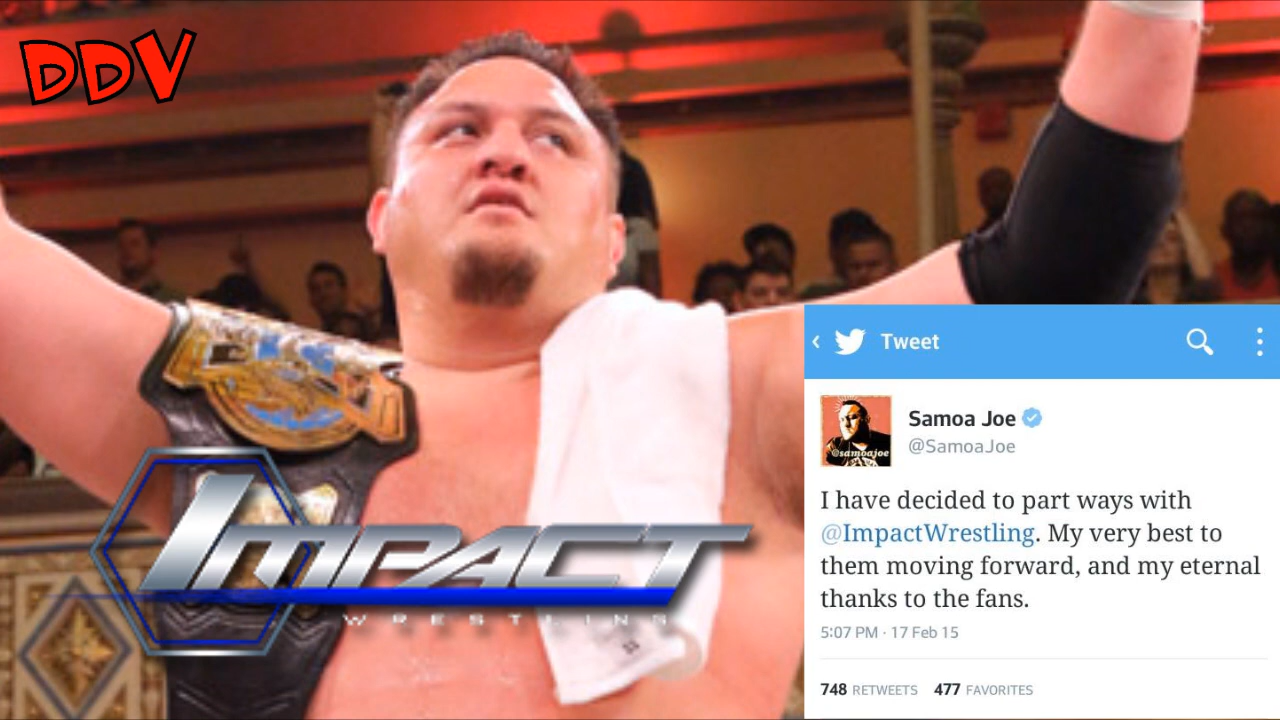 DDV
IMPACT
WRESTLING
Tweet
Samoa Joe
@SamoaJoe
@samoajoe
I have decided to part ways with
@ImpactWrestling. My very best to
them moving forward, and my eternal
thanks to the fans.
5:07 PM · 17 Feb 15
748 RETWEETS 477 FAVORITES